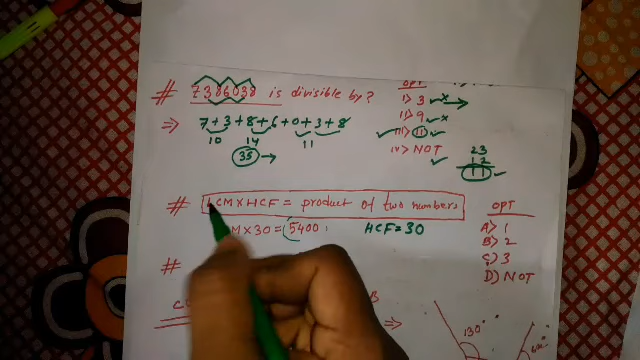 # 7386038 is divisible by?
OPT
I> 3 ✓ x →
II> 9 ✓ x
✓ III> 11 ✓
IV> NOT ✓
⇒ 7+3+8+6+0+3+8
10 14 11
35 →
23
12
11
# LCM X HCF = product of two numbers
M X 30 = 5400
HCF = 30
OPT
A> 1
B> 2
C> 3
D) NOT
#
B
⇒
130°